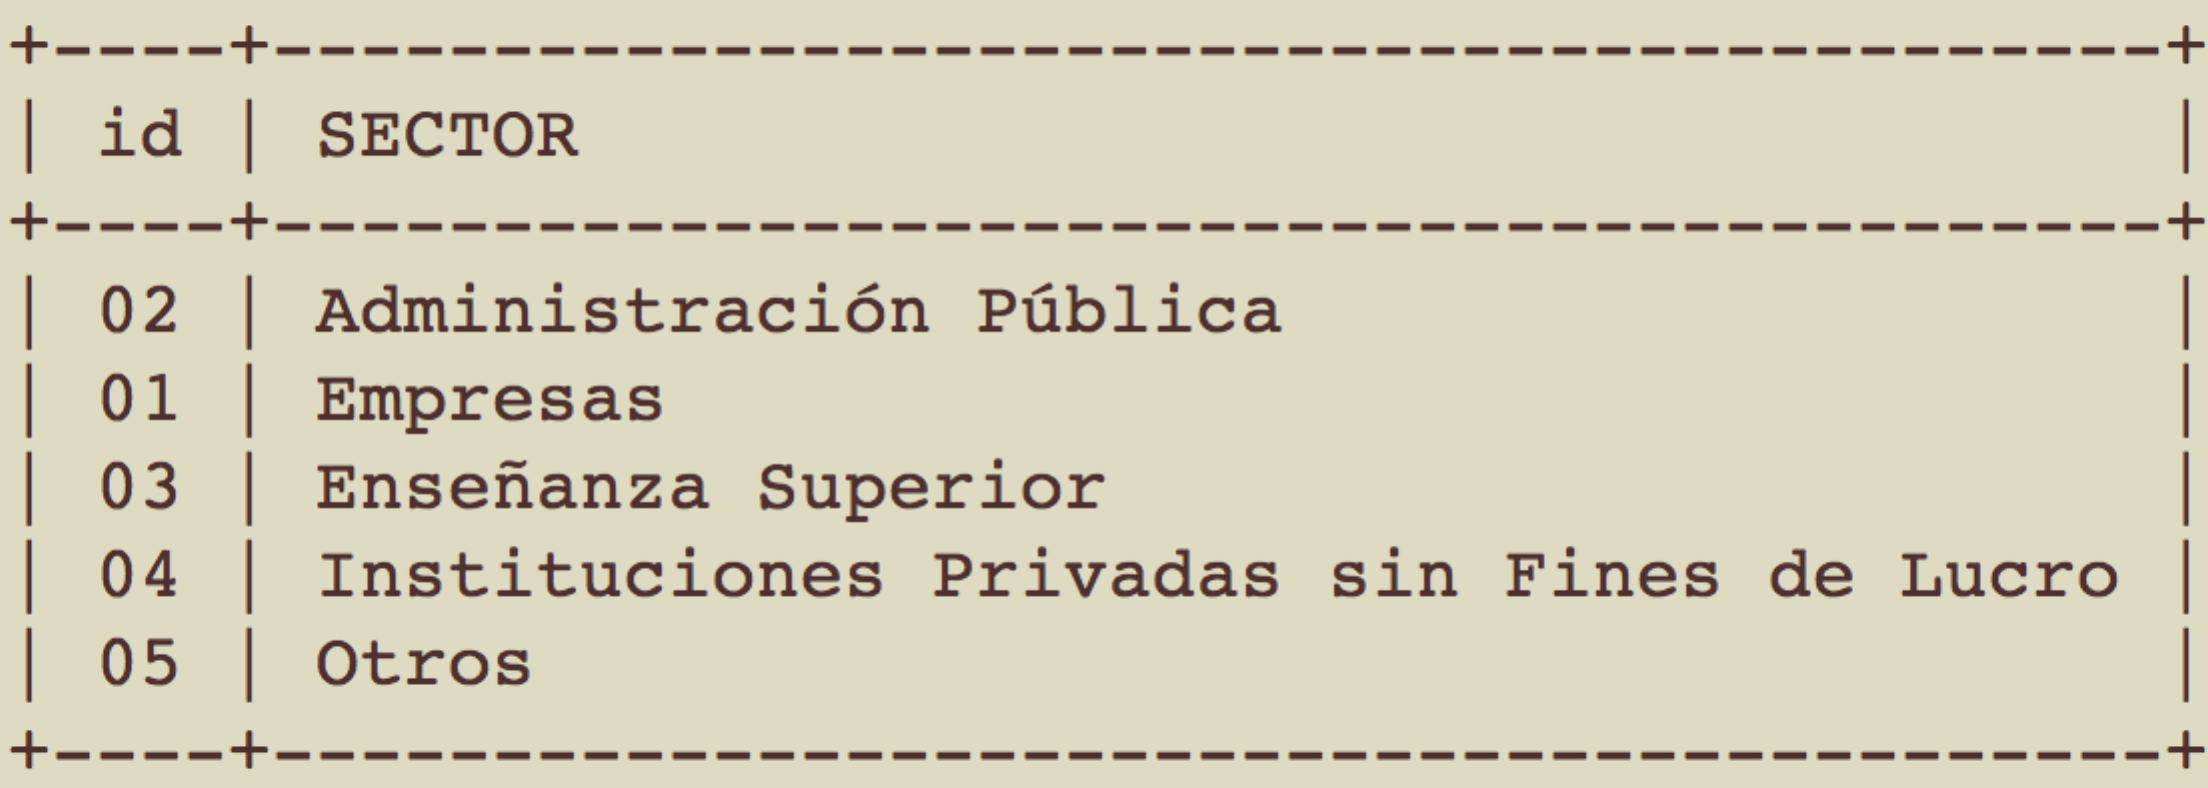 +----+-------------------------------------------+
| id | SECTOR                                    |
+----+-------------------------------------------+
| 02 | Administración Pública                    |
| 01 | Empresas                                  |
| 03 | Enseñanza Superior                        |
| 04 | Instituciones Privadas sin Fines de Lucro |
| 05 | Otros                                     |
+----+-------------------------------------------+